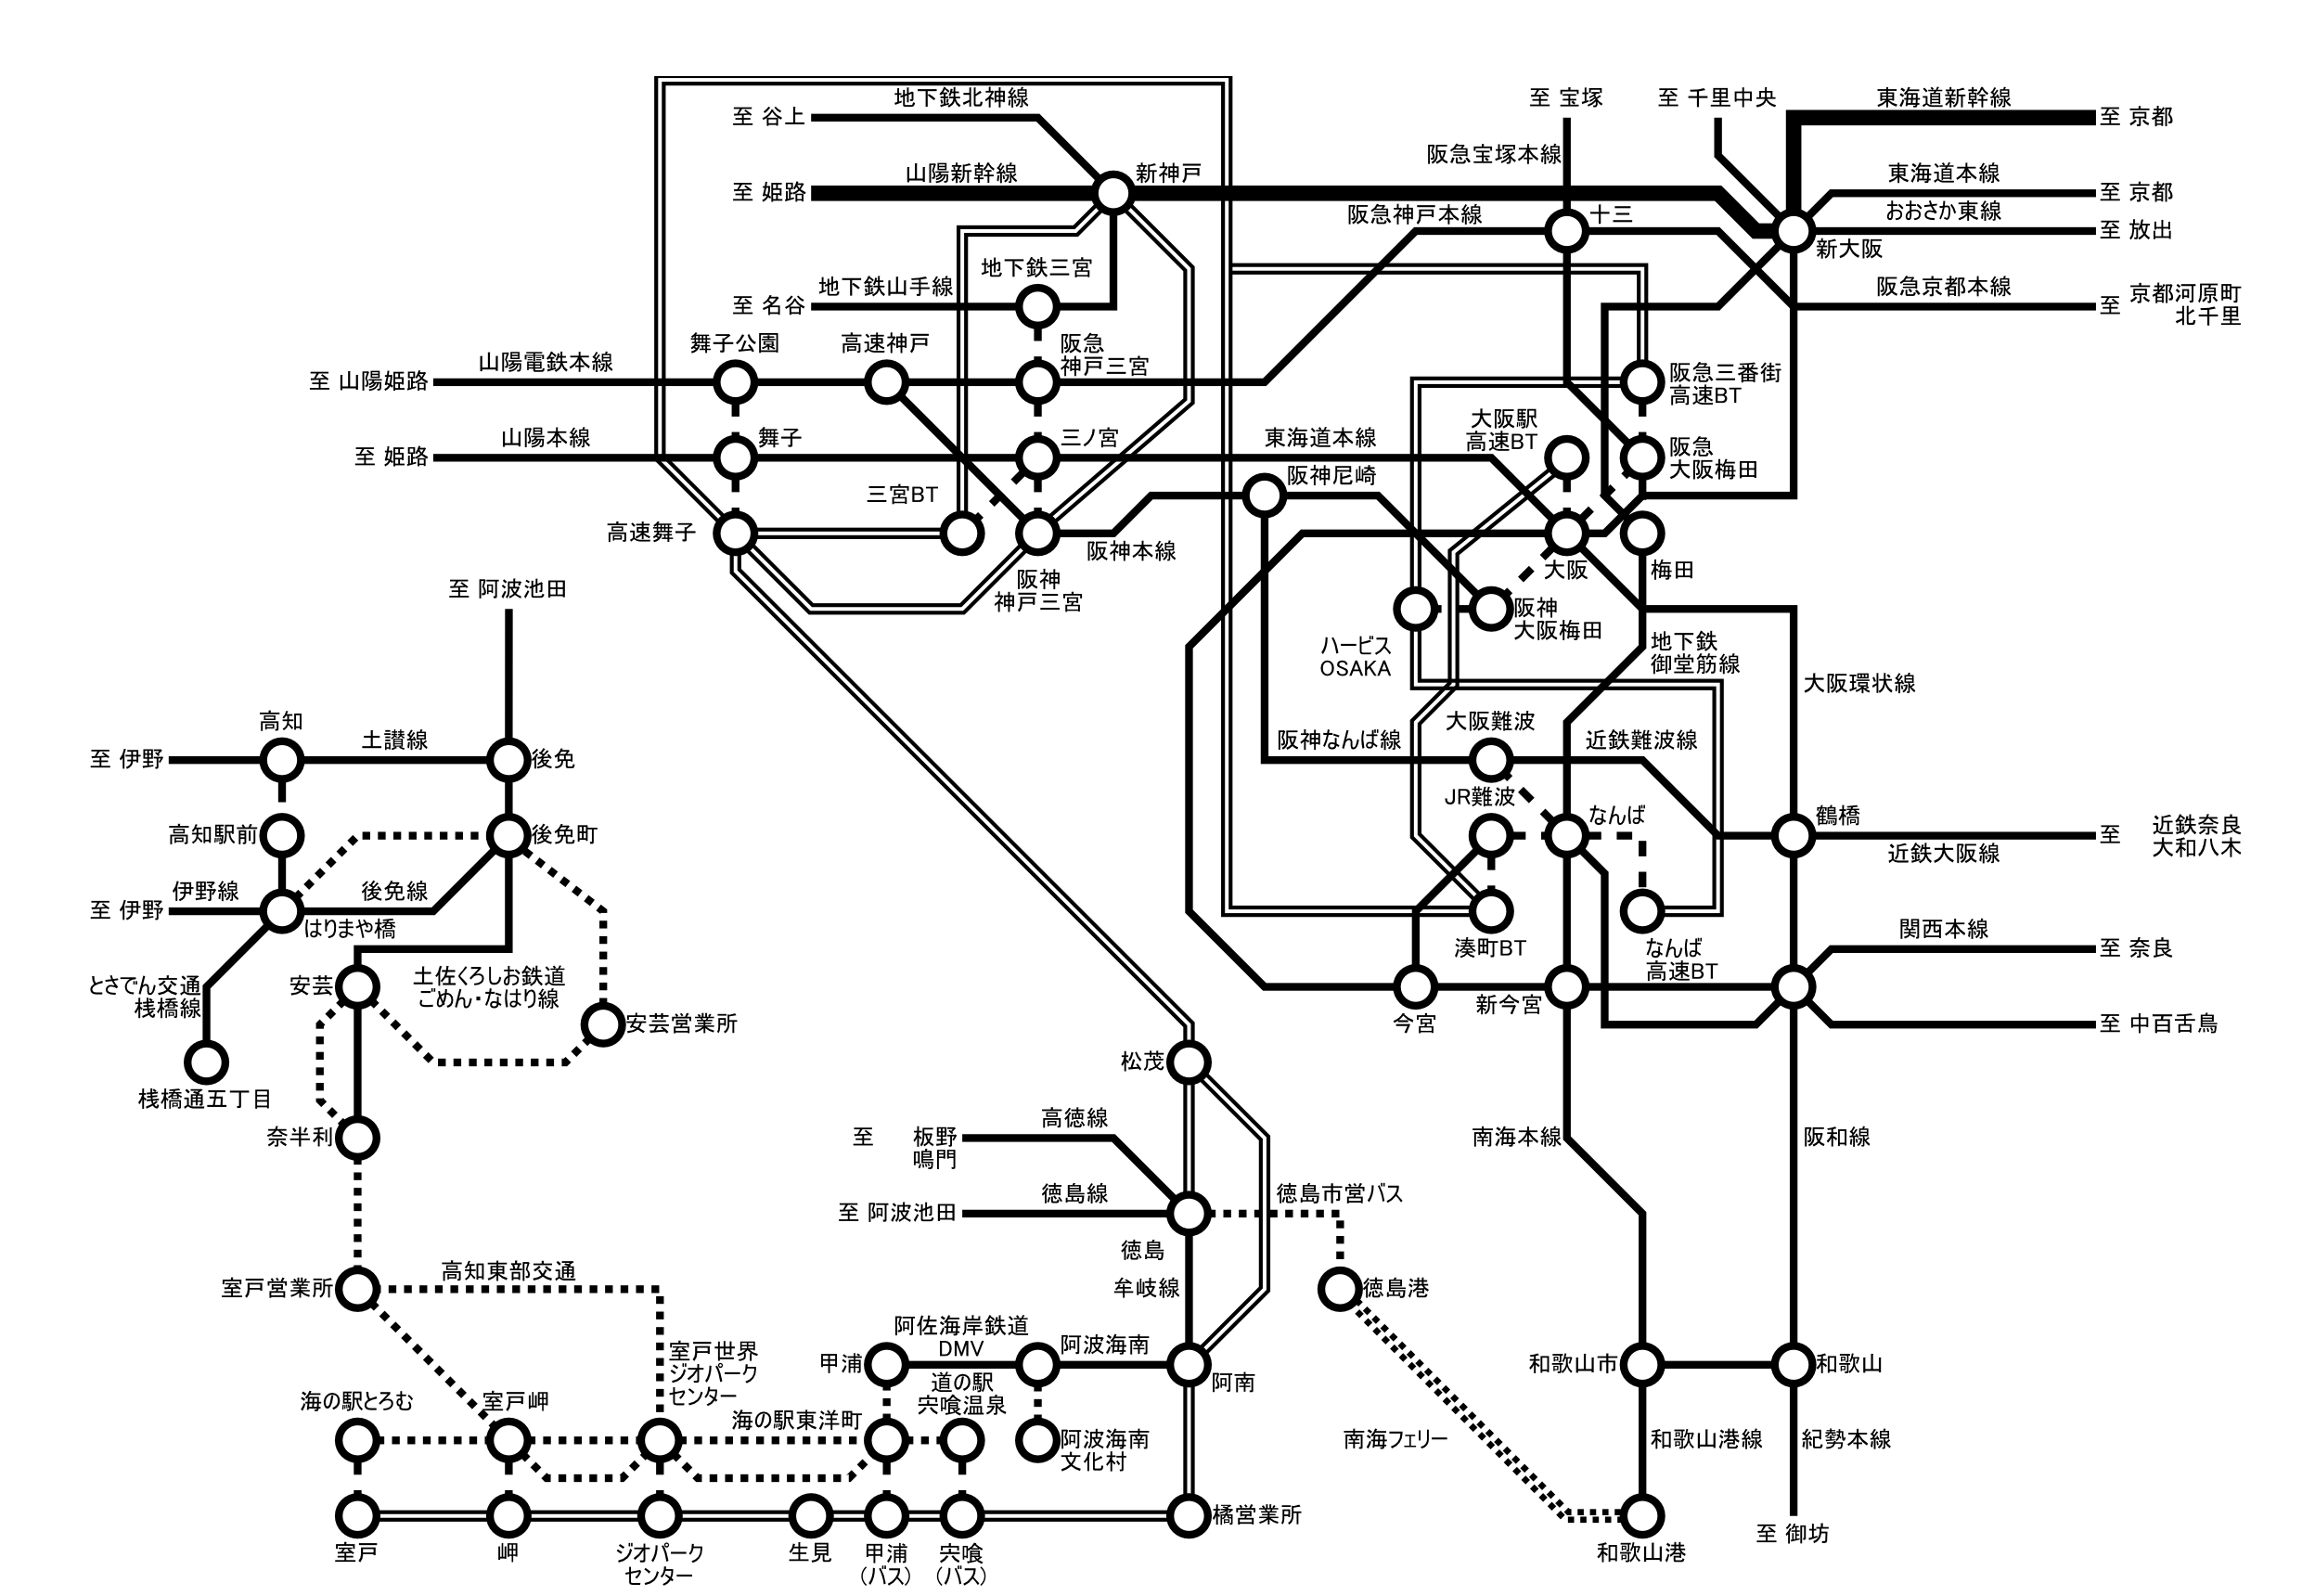 地下鉄北神線
至 谷上
山陽新幹線
至 姫路
新神戸
至 宝塚
至 千里中央
東海道新幹線
至 京都
阪急宝塚本線
東海道本線
至 京都
おおさか東線
至 放出
阪急神戸本線
十三
新大阪
地下鉄三宮
地下鉄山手線
至 名谷
阪急京都本線
至 京都河原町
北千里
舞子公園
高速神戸
阪急
神戸三宮
山陽電鉄本線
至 山陽姫路
阪急三番街
高速BT
山陽本線
至 姫路
舞子
三ノ宮
東海道本線
大阪駅
高速BT
阪急
大阪梅田
三宮BT
阪神尼崎
高速舞子
阪神本線
阪神
神戸三宮
大阪
梅田
至 阿波池田
阪神
大阪梅田
ハービス
OSAKA
地下鉄
御堂筋線
大阪環状線
高知
土讃線
至 伊野
後免
大阪難波
阪神なんば線
近鉄難波線
JR難波
なんば
鶴橋
高知駅前
後免町
至 近鉄奈良
大和八木
近鉄大阪線
伊野線
後免線
至 伊野
はりまや橋
湊町BT
なんば
高速BT
関西本線
至 奈良
とさでん交通
桟橋線
安芸
土佐くろしお鉄道
ごめん・なはり線
安芸営業所
今宮
新今宮
至 中百舌鳥
桟橋通五丁目
松茂
奈半利
高徳線
至 板野
鳴門
南海本線
阪和線
徳島線
至 阿波池田
徳島市営バス
徳島
室戸営業所
高知東部交通
牟岐線
徳島港
室戸世界
ジオパーク
センター
阿佐海岸鉄道
DMV
甲浦
阿波海南
阿南
和歌山市
和歌山
道の駅
宍喰温泉
海の駅とろむ
室戸岬
海の駅東洋町
阿波海南
文化村
南海フェリー
和歌山港線
紀勢本線
橘営業所
至 御坊
室戸
岬
ジオパーク
センター
生見
甲浦
(バス)
宍喰
(バス)
和歌山港